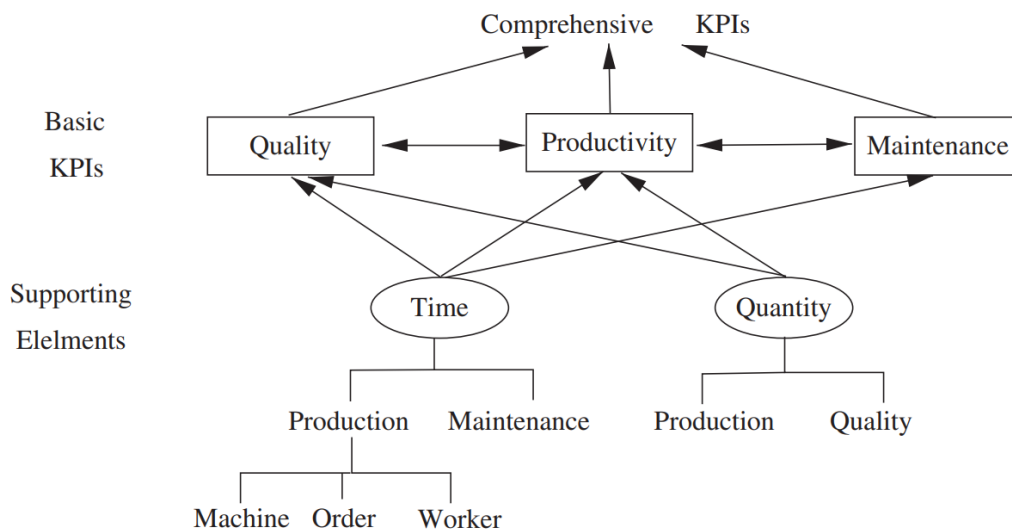 Comprehensive KPIs
Basic
KPIs
Quality
Productivity
Maintenance
Supporting
Elelments
Time
Quantity
Production
Maintenance
Production
Quality
Machine
Order
Worker